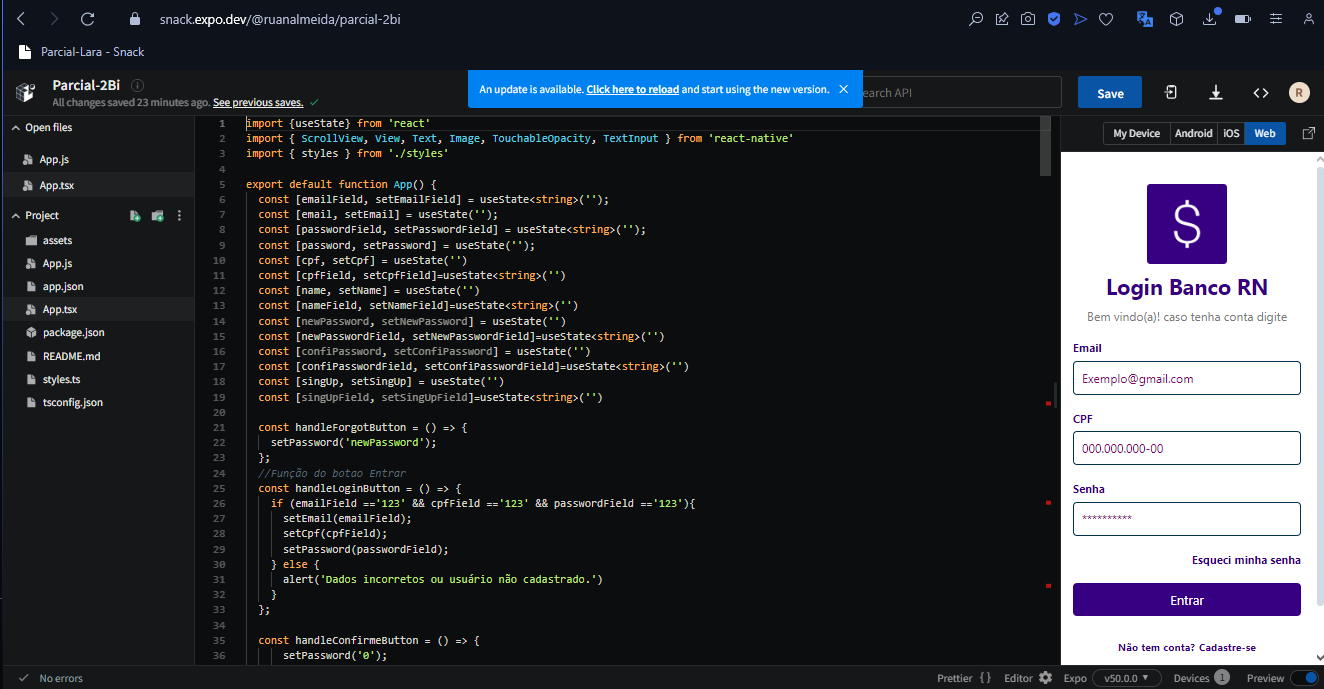 snack.expo.dev/@ruanalmeida/parcial-2bi
Parcial-Lara - Snack
Parcial-2Bi
All changes saved 23 minutes ago. See previous saves.
An update is available. Click here to reload and start using the new version.
earch API
Save
R
Open files
App.js
App.tsx
Project
assets
App.js
app.json
App.tsx
package.json
README.md
styles.ts
tsconfig.json
1 import {useState} from 'react'
2 import { ScrollView, View, Text, Image, TouchableOpacity, TextInput } from 'react-native'
3 import { styles } from './styles'
4
5 export default function App() {
6 const [emailField, setEmailField] = useState<string>('');
7 const [email, setEmail] = useState('');
8 const [passwordField, setPasswordField] = useState<string>('');
9 const [password, setPassword] = useState('');
10 const [cpf, setCpf] = useState('')
11 const [cpfField, setCpfField]=useState<string>('')
12 const [name, setName] = useState('')
13 const [nameField, setNameField]=useState<string>('')
14 const [newPassword, setNewPassword] = useState('')
15 const [newPasswordField, setNewPasswordField]=useState<string>('')
16 const [confiPassword, setConfiPassword] = useState('')
17 const [confiPasswordField, setConfiPasswordField]=useState<string>('')
18 const [singUp, setSingUp] = useState('')
19 const [singUpField, setSingUpField]=useState<string>('')
20
21 const handleForgotButton = () => {
22 setPassword('newPassword');
23 };
24 //Função do botao Entrar
25 const handleLoginButton = () => {
26 if (emailField =='123' && cpfField =='123' && passwordField =='123'){
27 setEmail(emailField);
28 setCpf(cpfField);
29 setPassword(passwordField);
30 } else {
31 alert('Dados incorretos ou usuário não cadastrado.')
32 }
33 };
34
35 const handleConfirmeButton = () => {
36 setPassword('0');
My Device Android iOS Web
$
Login Banco RN
Bem vindo(a)! caso tenha conta digite
Email
Exemplo@gmail.com
CPF
000.000.000-00
Senha
**********
Esqueci minha senha
Entrar
Não tem conta? Cadastre-se
No errors
Prettier {} Editor Expo v50.0.0 Devices 1 Preview